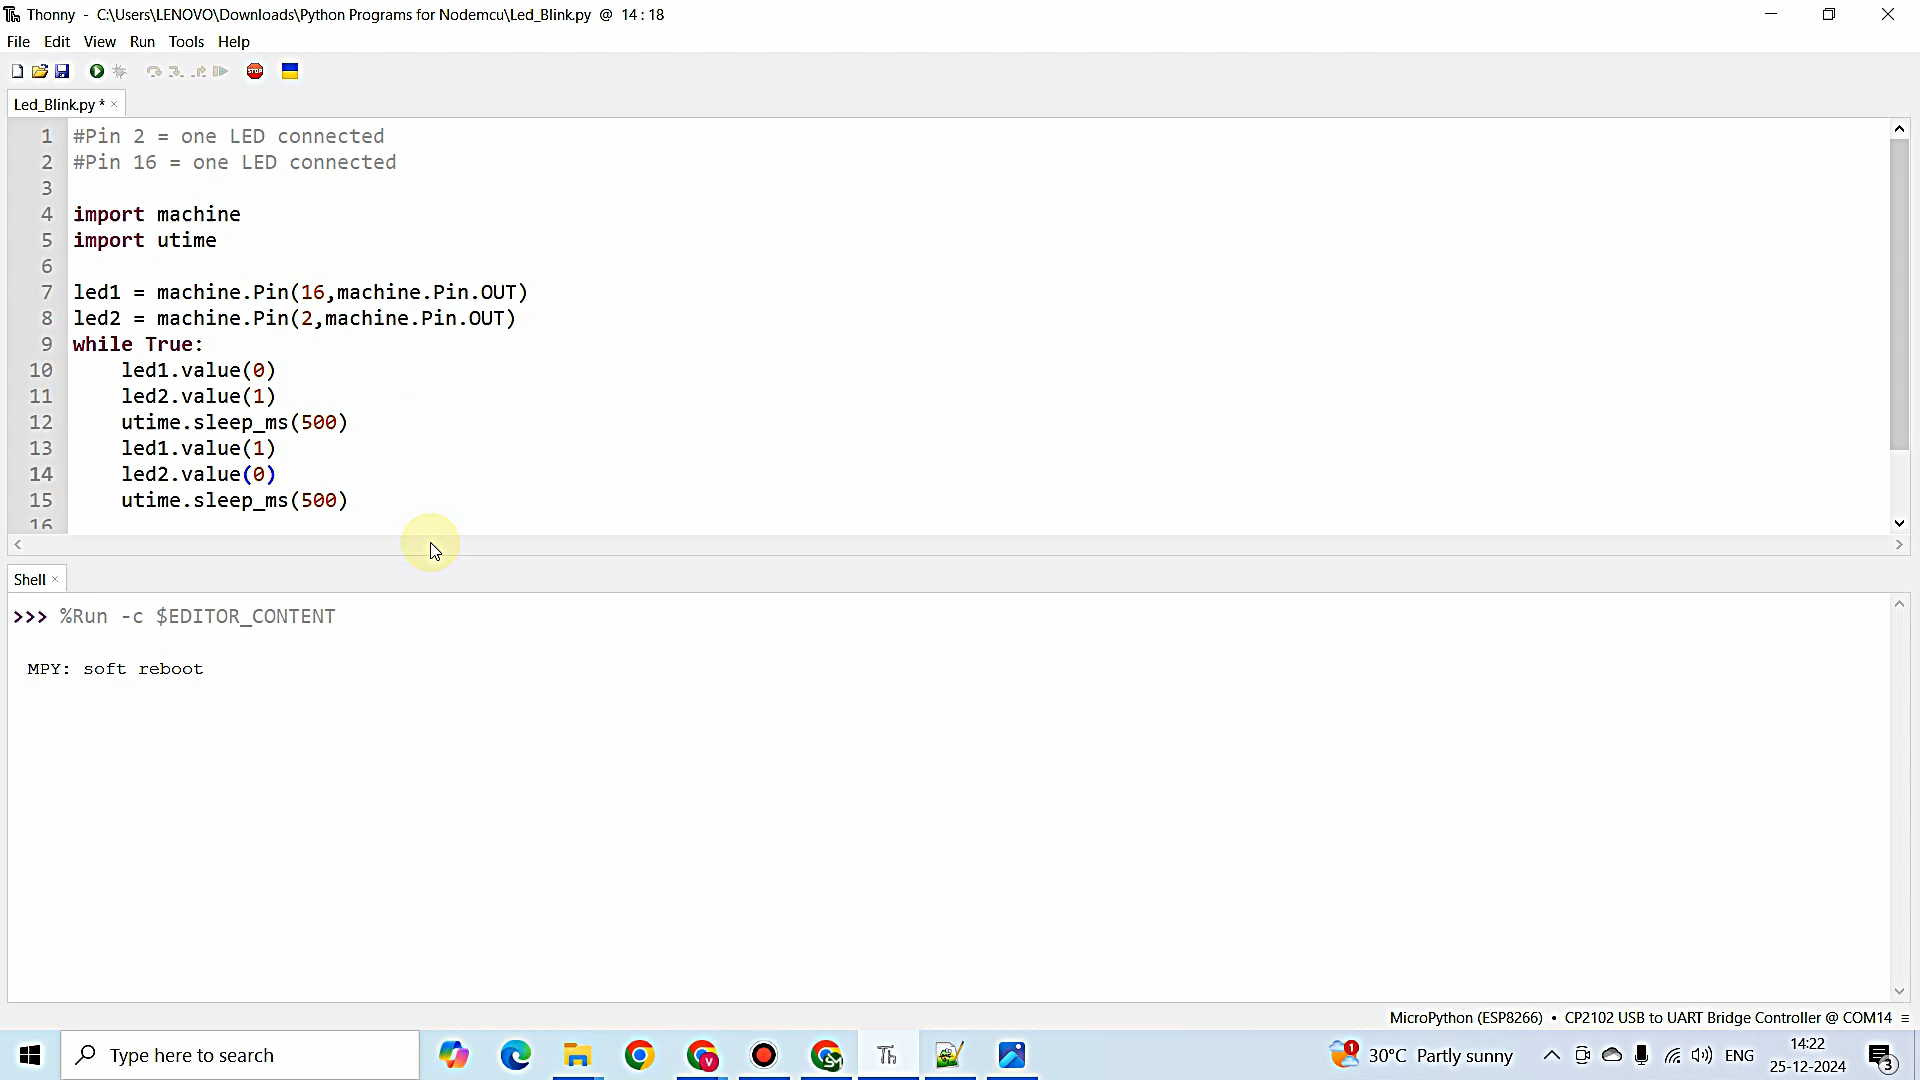 Thonny - C:\Users\LENOVO\Downloads\Python Programs for Nodemcu\Led_Blink.py @ 14:18
File Edit View Run Tools Help
STOP
Led_Blink.py * ×
1 #Pin 2 = one LED connected
2 #Pin 16 = one LED connected
3
4 import machine
5 import utime
6
7 led1 = machine.Pin(16,machine.Pin.OUT)
8 led2 = machine.Pin(2,machine.Pin.OUT)
9 while True:
10     led1.value(0)
11     led2.value(1)
12     utime.sleep_ms(500)
13     led1.value(1)
14     led2.value(0)
15     utime.sleep_ms(500)
16
Shell ×
>>> %Run -c $EDITOR_CONTENT
MPY: soft reboot
MicroPython (ESP8266) • CP2102 USB to UART Bridge Controller @ COM14 ≡
Type here to search
Th
1
30°C Partly sunny
ENG
14:22
25-12-2024
3